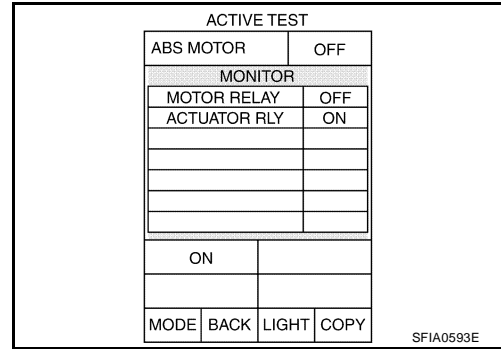 ACTIVE TEST
ABS MOTOR OFF
MONITOR
MOTOR RELAY OFF
ACTUATOR RLY ON
ON
MODE BACK LIGHT COPY
SFIA0593E